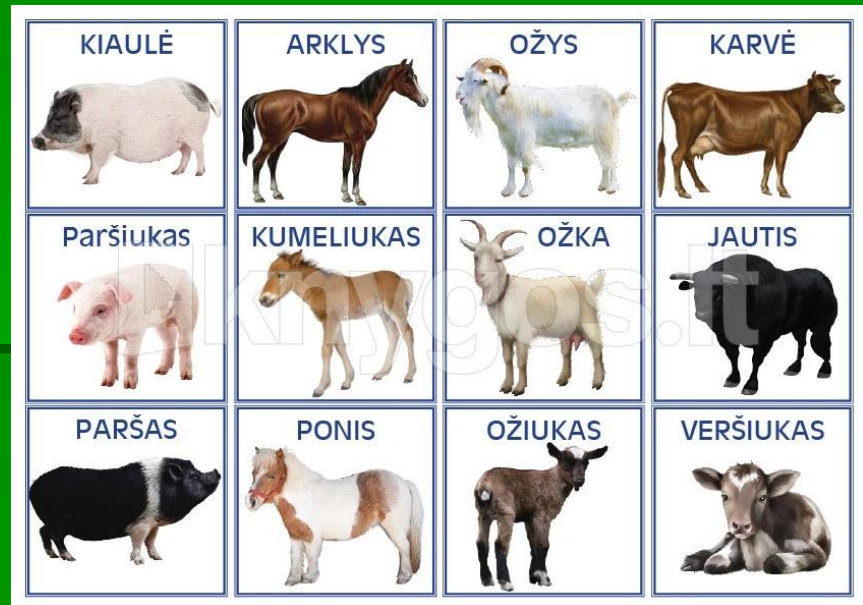 KIAULĖ
ARKLYS
OŽYS
KARVĖ
Paršiukas
KUMELIUKAS
OŽKA
JAUTIS
knygos.lt
PARŠAS
PONIS
OŽIUKAS
VERŠIUKAS